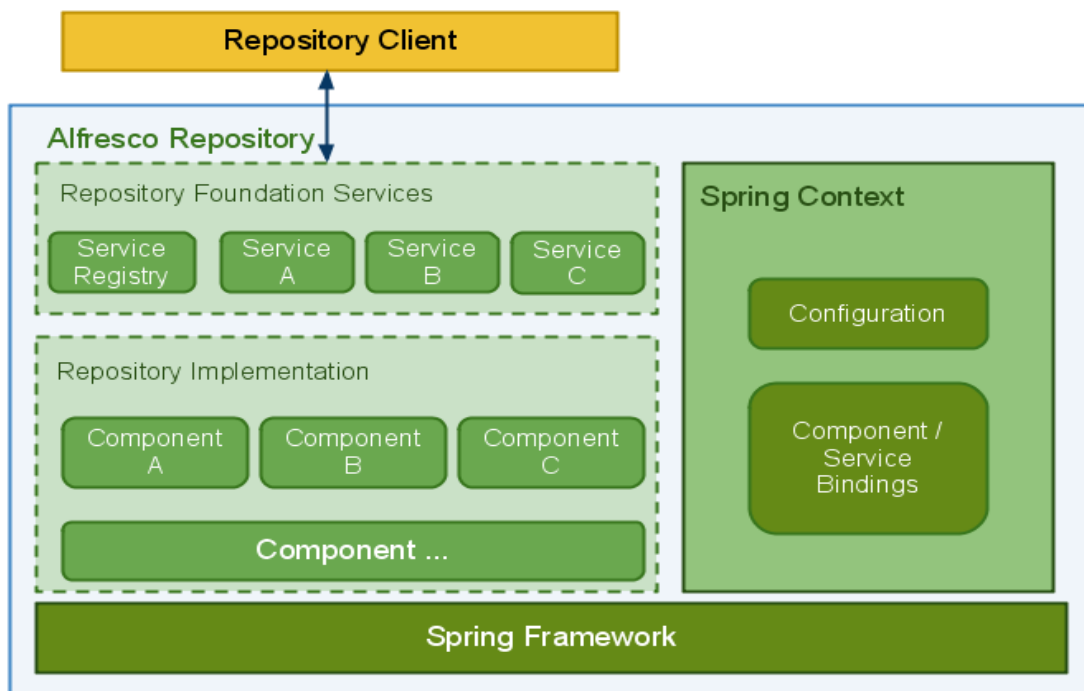 Repository Client
Alfresco Repository
Repository Foundation Services
Service
Registry
Service
A
Service
B
Service
C
Repository Implementation
Component
A
Component
B
Component
C
Component ...
Spring Context
Configuration
Component /
Service
Bindings
Spring Framework